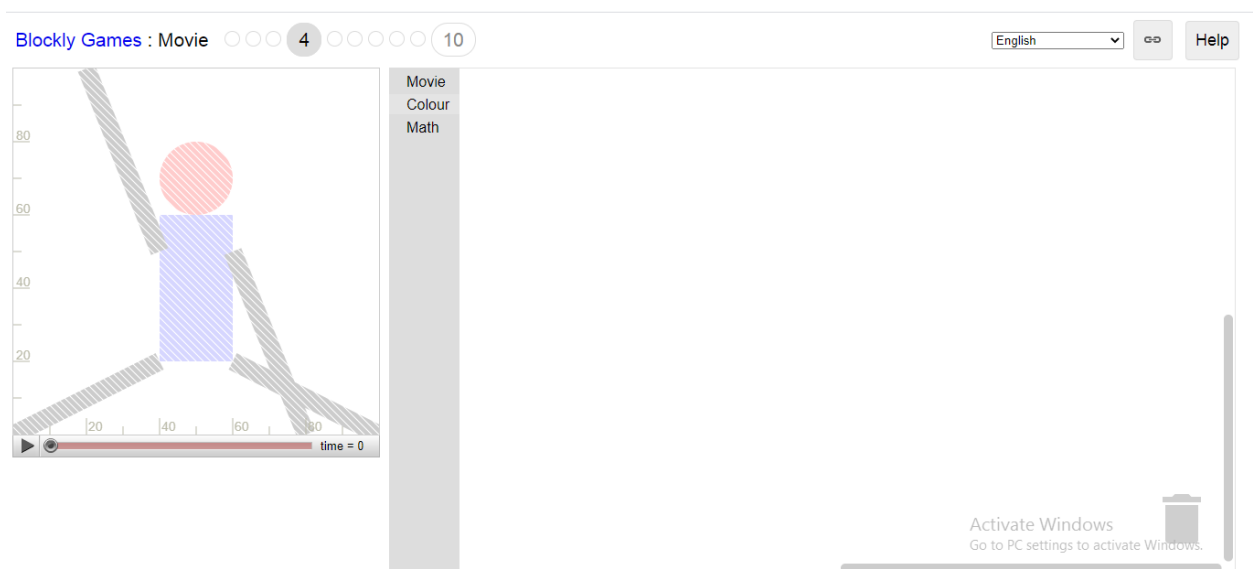 Blockly Games : Movie 4 10 English Help
Movie
Colour
Math
80
60
40
20
20 40 60 80
time = 0
Activate Windows
Go to PC settings to activate Windows.